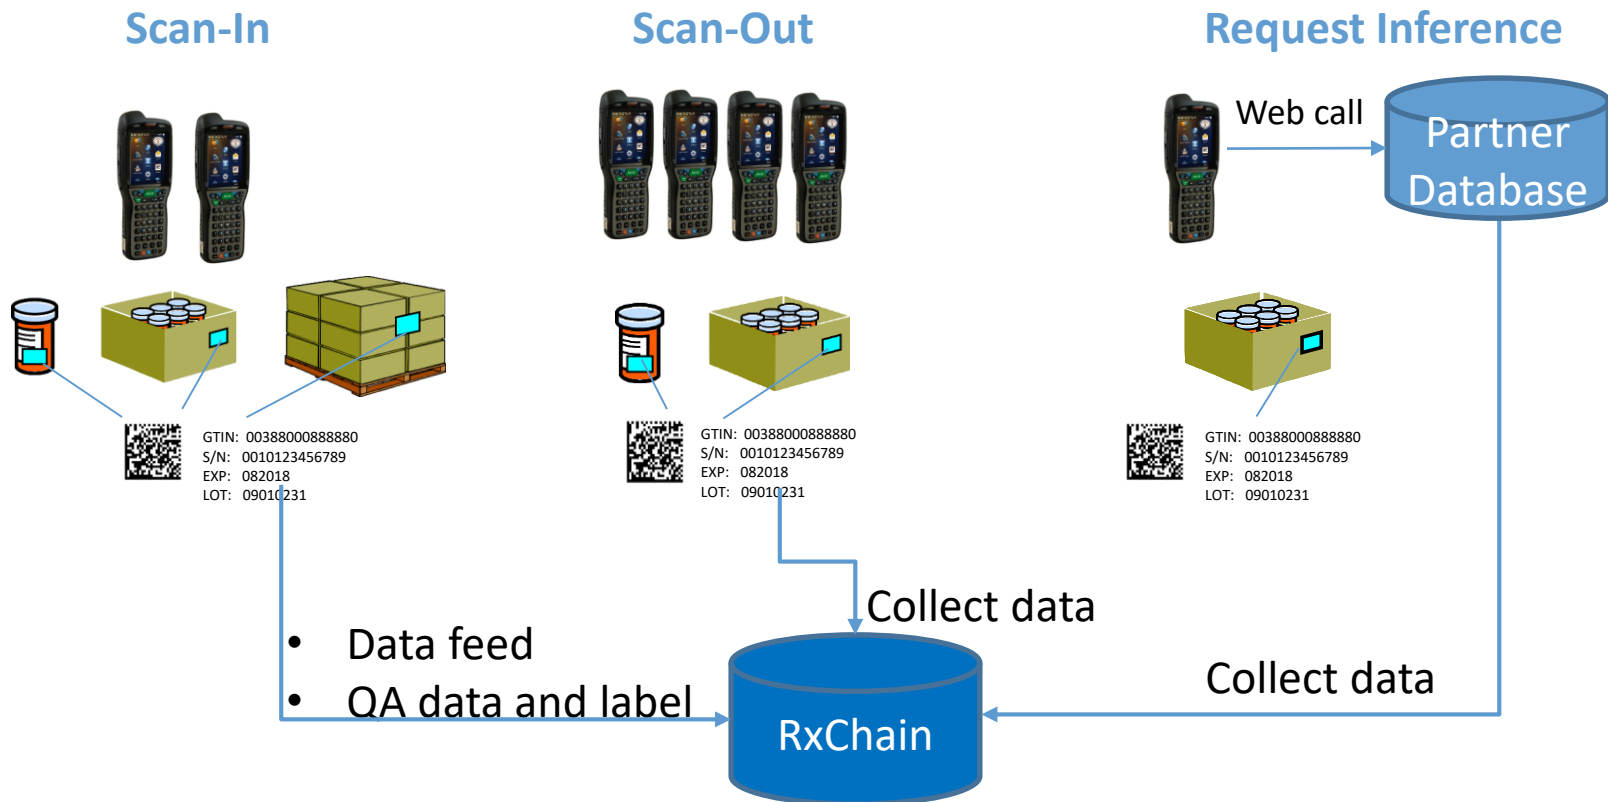 Scan-In
Scan-Out
Request Inference
Web call
Partner
Database
GTIN: 00388000888880
S/N: 0010123456789
EXP: 082018
LOT: 09010231
GTIN: 00388000888880
S/N: 0010123456789
EXP: 082018
LOT: 09010231
GTIN: 00388000888880
S/N: 0010123456789
EXP: 082018
LOT: 09010231
Collect data
• Data feed
• QA data and label
Collect data
RxChain